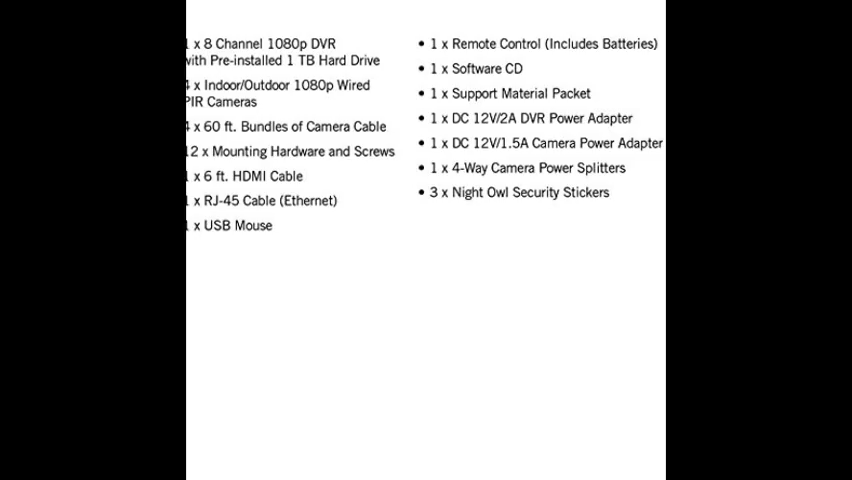 1 x 8 Channel 1080p DVR
with Pre-installed 1 TB Hard Drive
4 x Indoor/Outdoor 1080p Wired
PIR Cameras
4 x 60 ft. Bundles of Camera Cable
12 x Mounting Hardware and Screws
1 x 6 ft. HDMI Cable
1 x RJ-45 Cable (Ethernet)
1 x USB Mouse
• 1 x Remote Control (Includes Batteries)
• 1 x Software CD
• 1 x Support Material Packet
• 1 x DC 12V/2A DVR Power Adapter
• 1 x DC 12V/1.5A Camera Power Adapter
• 1 x 4-Way Camera Power Splitters
• 3 x Night Owl Security Stickers